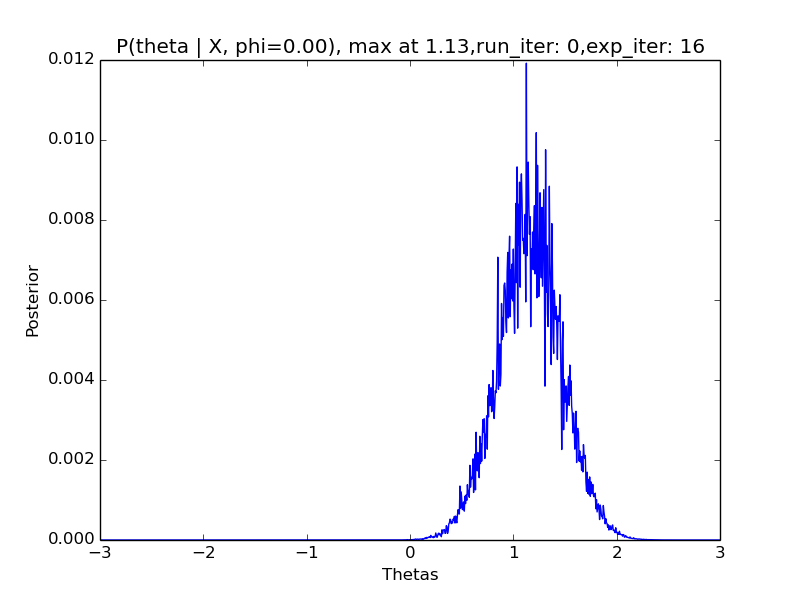 P(theta | X, phi=0.00), max at 1.13,run_iter: 0,exp_iter: 16
0.012
0.010
0.008
0.006
0.004
0.002
0.000
Posterior
−3 −2 −1 0 1 2 3
Thetas